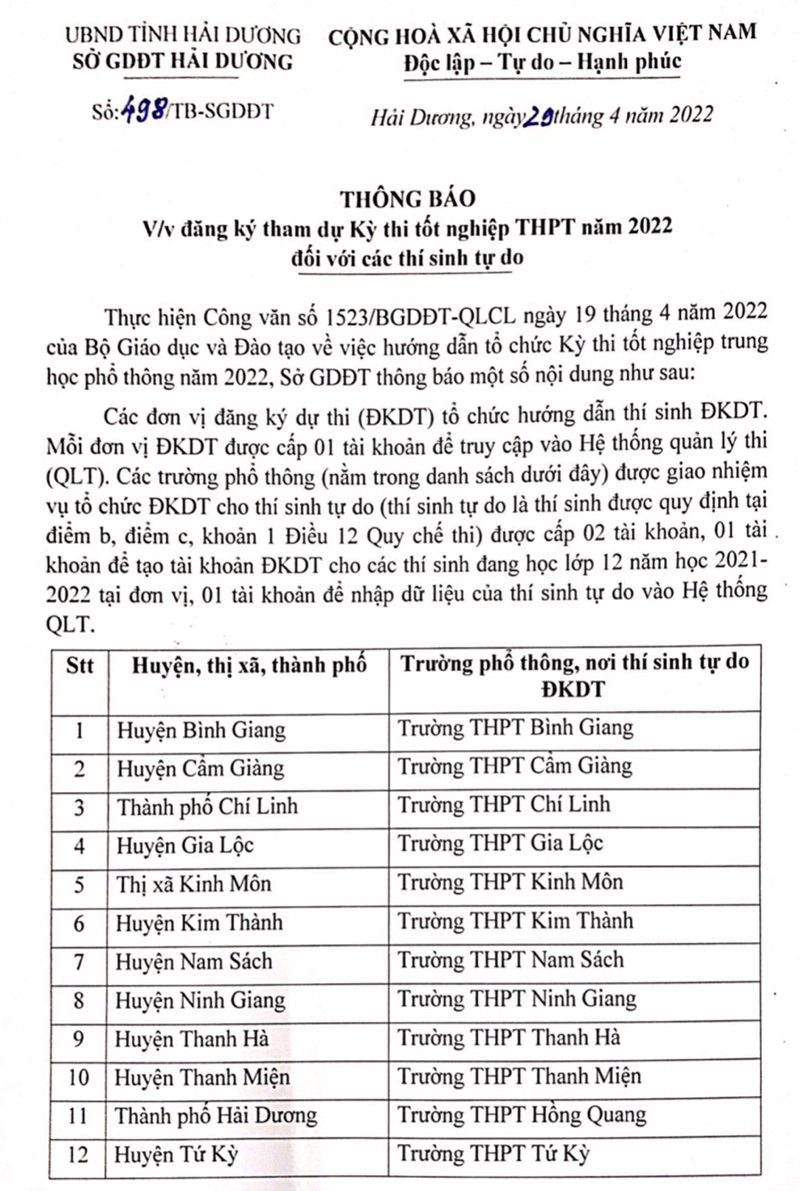 UBND TỈNH HẢI DƯƠNG CỘNG HOÀ XÃ HỘI CHỦ NGHĨA VIỆT NAM
SỞ GDĐT HẢI DƯƠNG Độc lập – Tự do – Hạnh phúc
Số:498/TB-SGDĐT Hải Dương, ngày29tháng 4 năm 2022
THÔNG BÁO
V/v đăng ký tham dự Kỳ thi tốt nghiệp THPT năm 2022
đối với các thí sinh tự do
Thực hiện Công văn số 1523/BGDĐT-QLCL ngày 19 tháng 4 năm 2022
của Bộ Giáo dục và Đào tạo về việc hướng dẫn tổ chức Kỳ thi tốt nghiệp trung
học phổ thông năm 2022, Sở GDĐT thông báo một số nội dung như sau:
Các đơn vị đăng ký dự thi (ĐKDT) tổ chức hướng dẫn thí sinh ĐKDT.
Mỗi đơn vị ĐKDT được cấp 01 tài khoản để truy cập vào Hệ thống quản lý thi
(QLT). Các trường phổ thông (nằm trong danh sách dưới đây) được giao nhiệm
vụ tổ chức ĐKDT cho thí sinh tự do (thí sinh tự do là thí sinh được quy định tại
điểm b, điểm c, khoản 1 Điều 12 Quy chế thi) được cấp 02 tài khoản, 01 tài
khoản để tạo tài khoản ĐKDT cho các thí sinh đang học lớp 12 năm học 2021-
2022 tại đơn vị, 01 tài khoản để nhập dữ liệu của thí sinh tự do vào Hệ thống
QLT.
Stt Huyện, thị xã, thành phố Trường phổ thông, nơi thí sinh tự do
ĐKDT
1 Huyện Bình Giang Trường THPT Bình Giang
2 Huyện Cẩm Giàng Trường THPT Cẩm Giàng
3 Thành phố Chí Linh Trường THPT Chí Linh
4 Huyện Gia Lộc Trường THPT Gia Lộc
5 Thị xã Kinh Môn Trường THPT Kinh Môn
6 Huyện Kim Thành Trường THPT Kim Thành
7 Huyện Nam Sách Trường THPT Nam Sách
8 Huyện Ninh Giang Trường THPT Ninh Giang
9 Huyện Thanh Hà Trường THPT Thanh Hà
10 Huyện Thanh Miện Trường THPT Thanh Miện
11 Thành phố Hải Dương Trường THPT Hồng Quang
12 Huyện Tứ Kỳ Trường THPT Tứ Kỳ